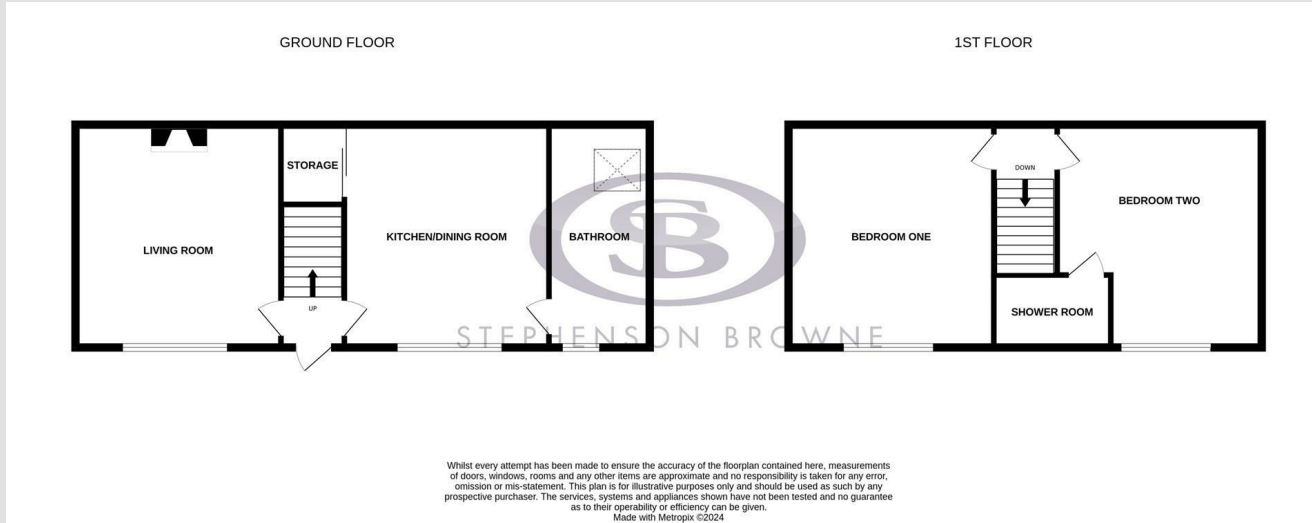 GROUND FLOOR
1ST FLOOR
STORAGE
LIVING ROOM
KITCHEN/DINING ROOM
BATHROOM
UP
DOWN
BEDROOM ONE
BEDROOM TWO
SHOWER ROOM
SB
STEPHENSON BROWNE
Whilst every attempt has been made to ensure the accuracy of the floorplan contained here, measurements
of doors, windows, rooms and any other items are approximate and no responsibility is taken for any error,
omission or mis-statement. This plan is for illustrative purposes only and should be used as such by any
prospective purchaser. The services, systems and appliances shown have not been tested and no guarantee
as to their operability or efficiency can be given.
Made with Metropix ©2024